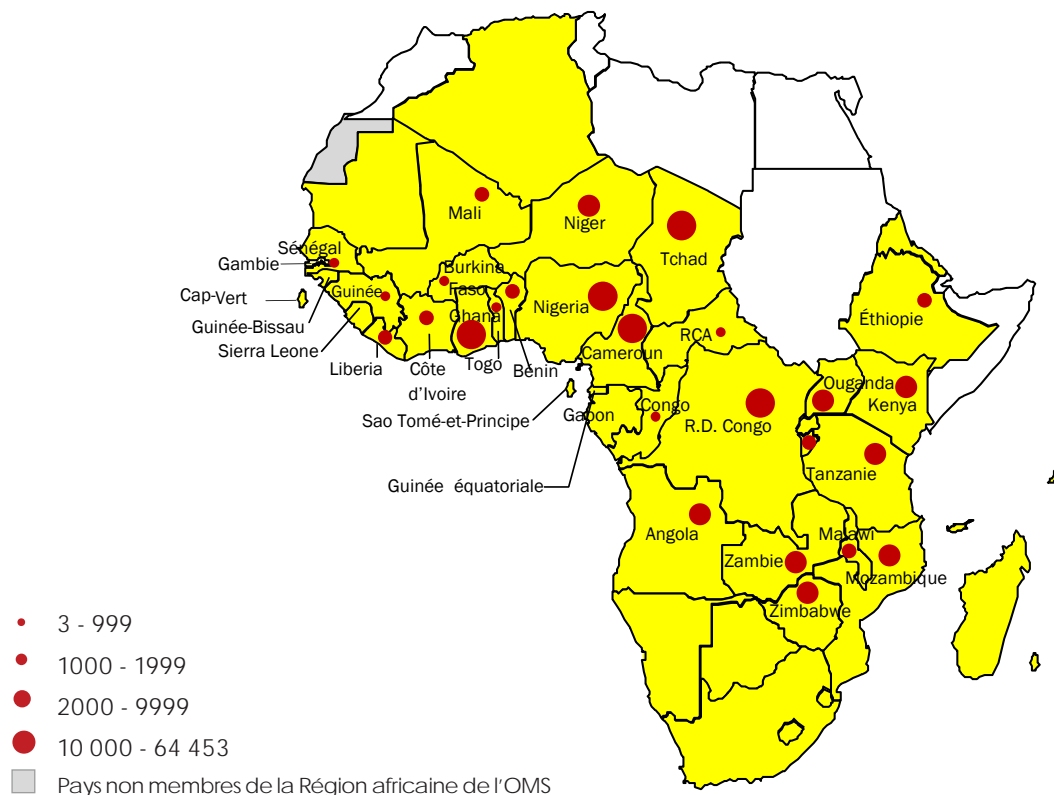 Mali
Niger
Tchad
Sénégal
Gambie
Burkina
Faso
Guinée
Cap-Vert
Nigeria
Ghana
Éthiopie
Guinée-Bissau
RCA
Sierra Leone
Cameroun
Liberia
Côte
d'Ivoire
Togo
Bénin
Ouganda
Kenya
Sao Tomé-et-Principe
Gabon
Congo
R.D. Congo
Tanzanie
Guinée équatoriale
Angola
Malawi
Zambie
Mozambique
Zimbabwe
3 - 999
1000 - 1999
2000 - 9999
10 000 - 64 453
Pays non membres de la Région africaine de l'OMS